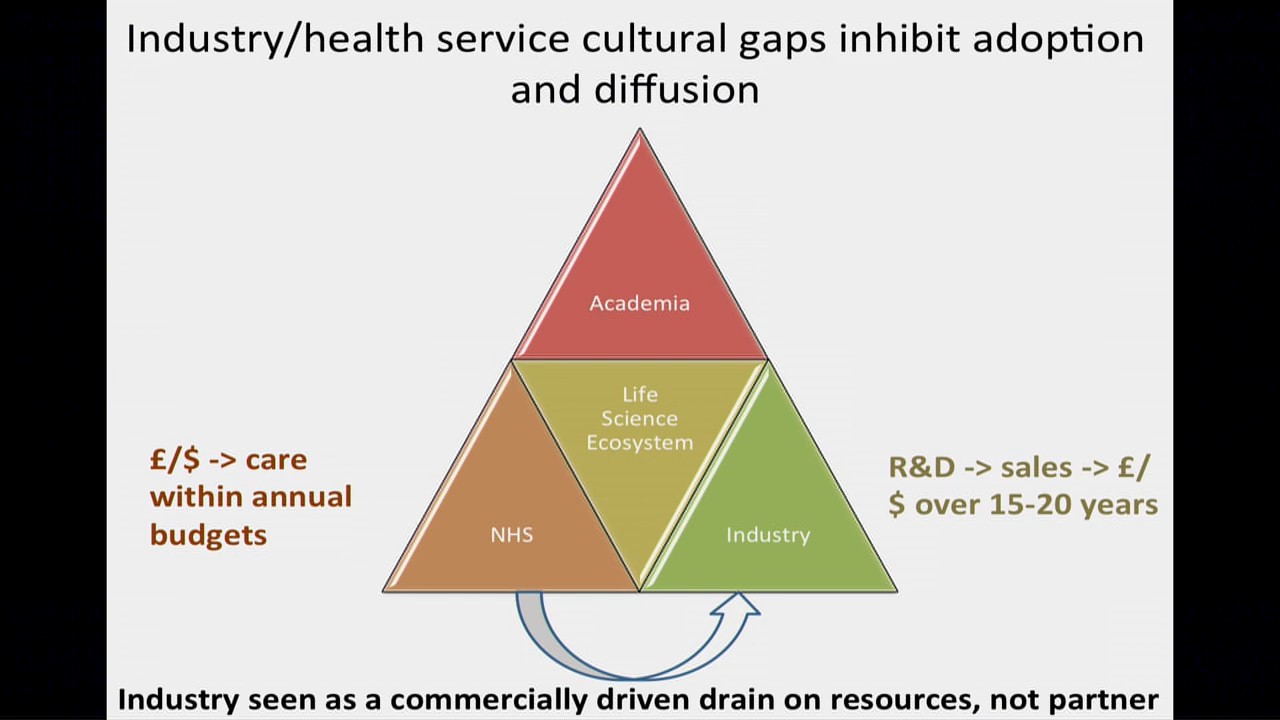 Industry/health service cultural gaps inhibit adoption
and diffusion
Academia
Life
Science
Ecosystem
£/$ -> care
within annual
budgets
R&D -> sales -> £/
$ over 15-20 years
NHS
Industry
Industry seen as a commercially driven drain on resources, not partner